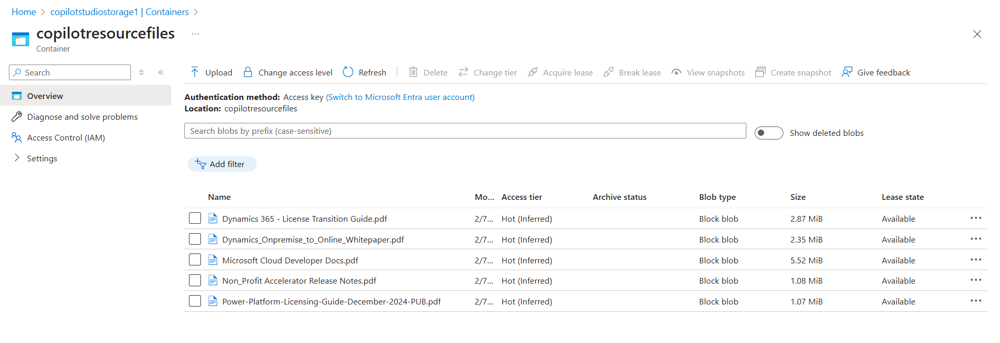 Home > copilotstudiostorage1 | Containers >
copilotresourcefiles ...
Container
Search
Upload Change access level Refresh Delete Change tier Acquire lease Break lease View snapshots Create snapshot Give feedback
Overview
Diagnose and solve problems
Access Control (IAM)
Settings
Authentication method: Access key (Switch to Microsoft Entra user account)
Location: copilotresourcefiles
Search blobs by prefix (case-sensitive)
Show deleted blobs
Add filter
Name Mo... Access tier Archive status Blob type Size Lease state
Dynamics 365 - License Transition Guide.pdf 2/7... Hot (Inferred) Block blob 2.87 MiB Available ...
Dynamics_Onpremise_to_Online_Whitepaper.pdf 2/7... Hot (Inferred) Block blob 2.35 MiB Available ...
Microsoft Cloud Developer Docs.pdf 2/7... Hot (Inferred) Block blob 5.52 MiB Available ...
Non_Profit Accelerator Release Notes.pdf 2/7... Hot (Inferred) Block blob 1.08 MiB Available ...
Power-Platform-Licensing-Guide-December-2024-PUB.pdf 2/7... Hot (Inferred) Block blob 1.07 MiB Available ...